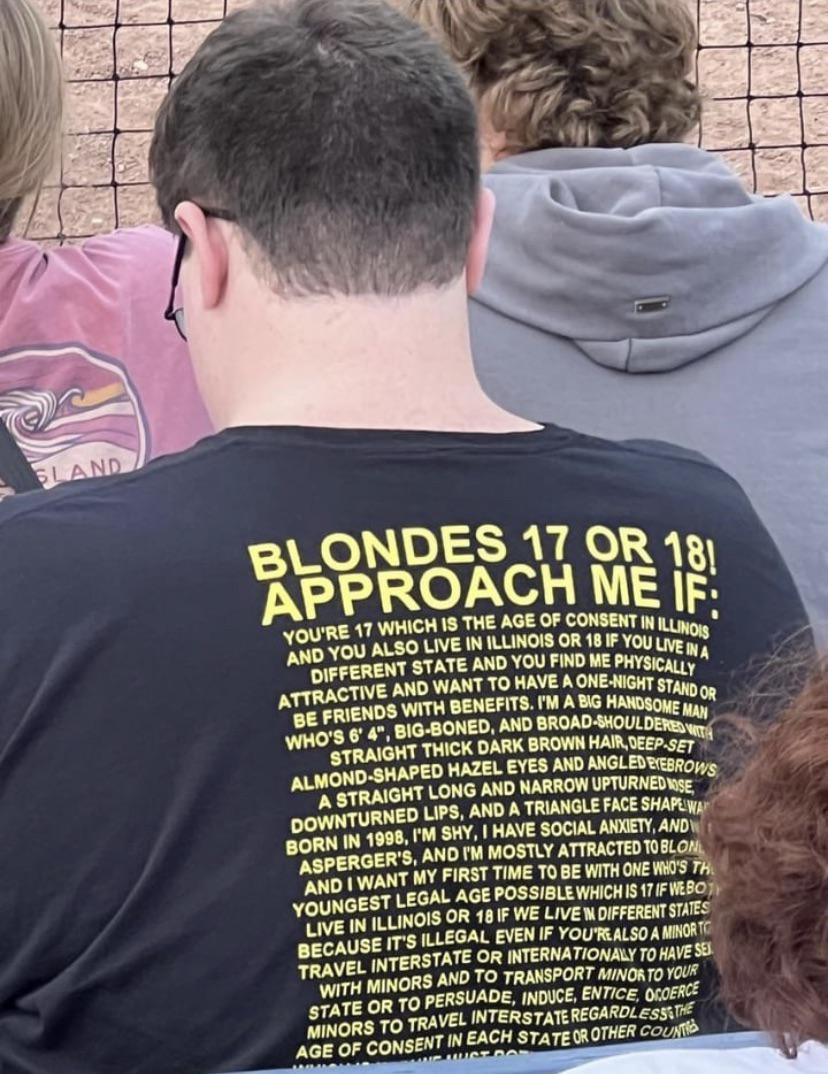 SLAND
BLONDES 17 OR 18!
APPROACH ME IF:
YOU'RE 17 WHICH IS THE AGE OF CONSENT IN ILLINOIS
AND YOU ALSO LIVE IN ILLINOIS OR 18 IF YOU LIVE IN A
DIFFERENT STATE AND YOU FIND ME PHYSICALLY
ATTRACTIVE AND WANT TO HAVE A ONE-NIGHT STAND OR
BE FRIENDS WITH BENEFITS. I'M A BIG HANDSOME MAN
WHO'S 6' 4", BIG-BONED, AND BROAD-SHOULDERED WITH
STRAIGHT THICK DARK BROWN HAIR, DEEP-SET
ALMOND-SHAPED HAZEL EYES AND ANGLED EYEBROWS
A STRAIGHT LONG AND NARROW UPTURNED NOSE,
DOWNTURNED LIPS, AND A TRIANGLE FACE SHAPE.
BORN IN 1998, I'M SHY, I HAVE SOCIAL ANXIETY, AND
ASPERGER'S, AND I'M MOSTLY ATTRACTED TO
AND I WANT MY FIRST TIME TO BE WITH ONE WHO'S
YOUNGEST LEGAL AGE POSSIBLE WHICH IS 17 IF WE
LIVE IN ILLINOIS OR 18 IF WE LIVE IN DIFFERENT STATES
BECAUSE IT'S ILLEGAL EVEN IF YOU'RE ALSO A MINOR
TRAVEL INTERSTATE OR INTERNATIONALLY TO HAVE
WITH MINORS AND TO TRANSPORT MINOR TO YOUR
STATE OR TO PERSUADE, INDUCE, ENTICE, COERCE
MINORS TO TRAVEL INTERSTATE REGARDLESS THE
AGE OF CONSENT IN EACH STATE OR OTHER